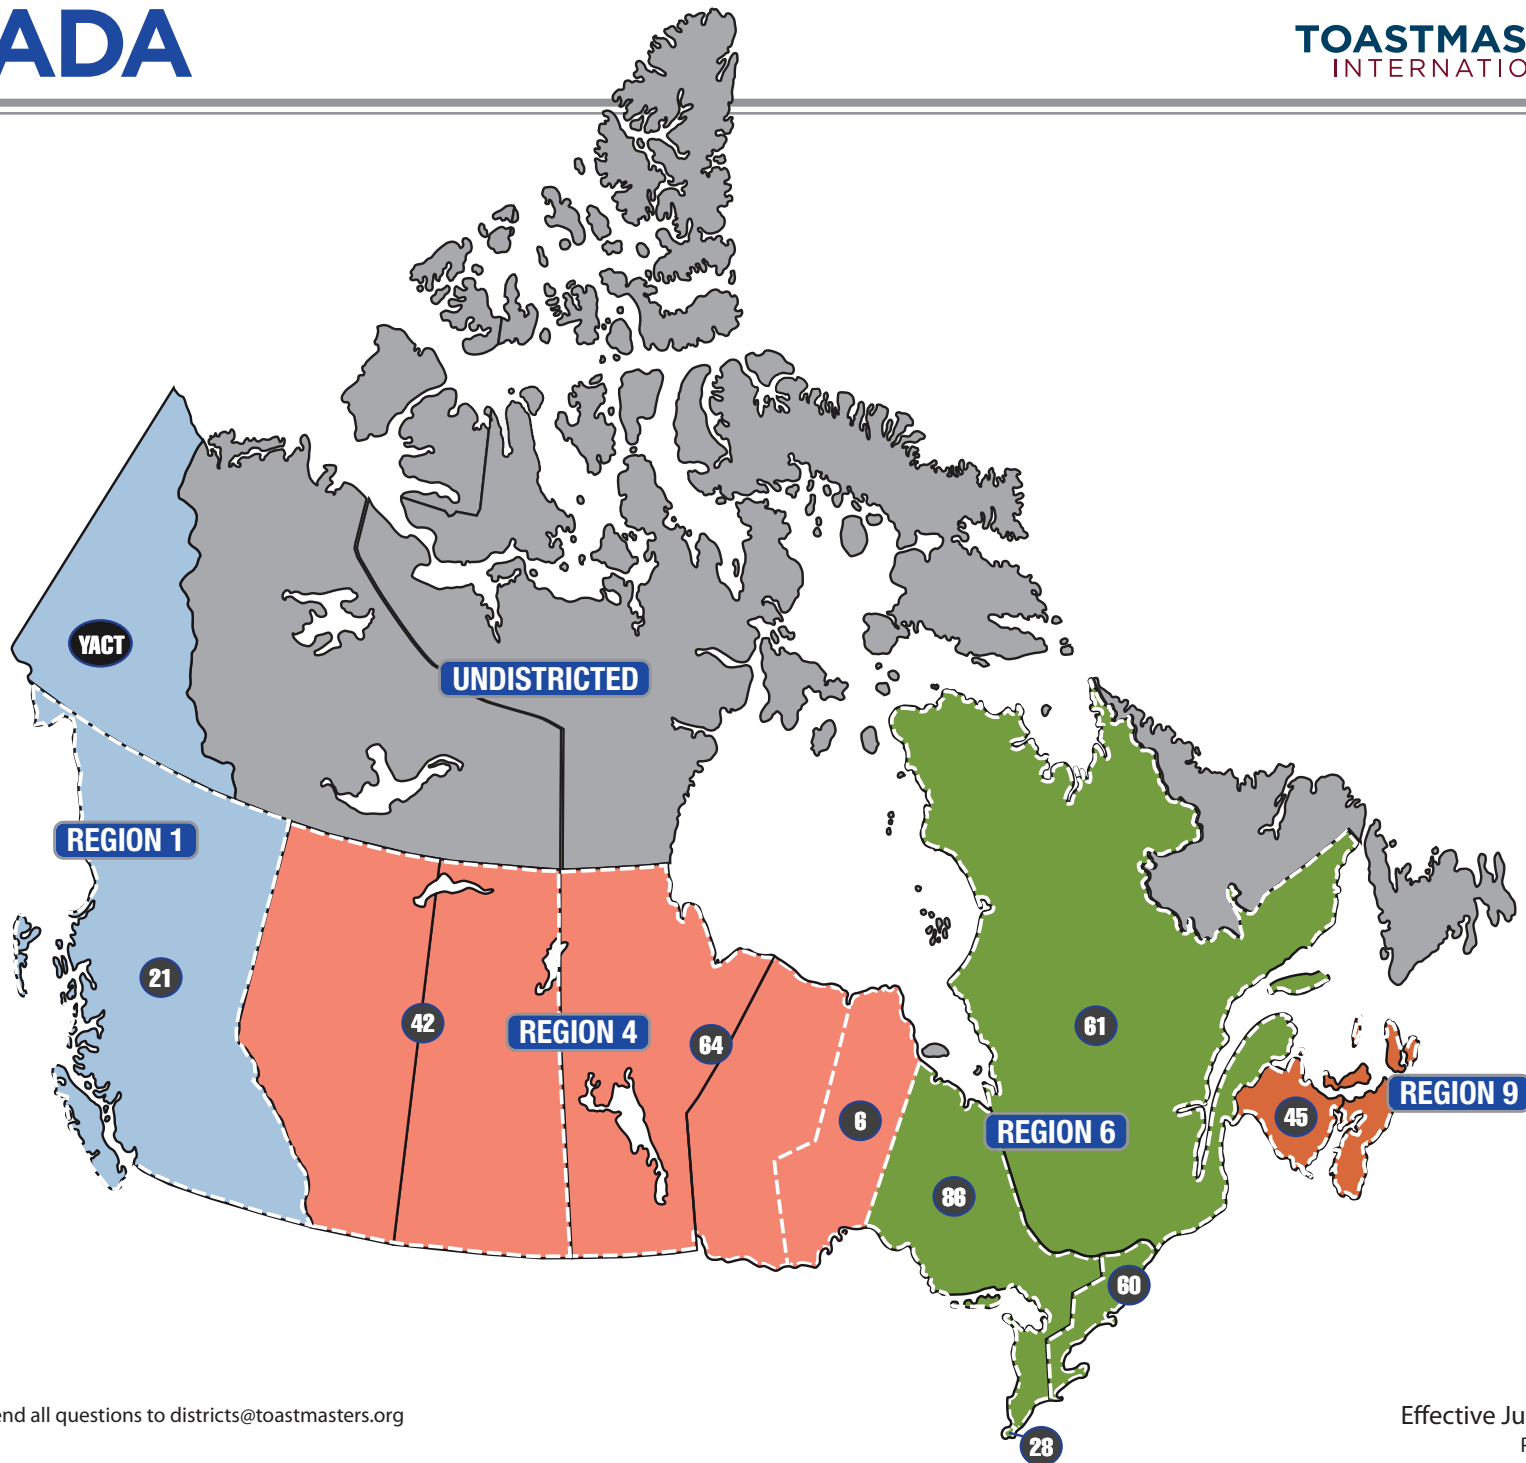 ADA
TOASTMAS
INTERNATIO
YACT
UNDISTRICTED
REGION 1
21
42
REGION 4
64
61
6
REGION 6
REGION 9
45
86
60
28
end all questions to districts@toastmasters.org
Effective Ju